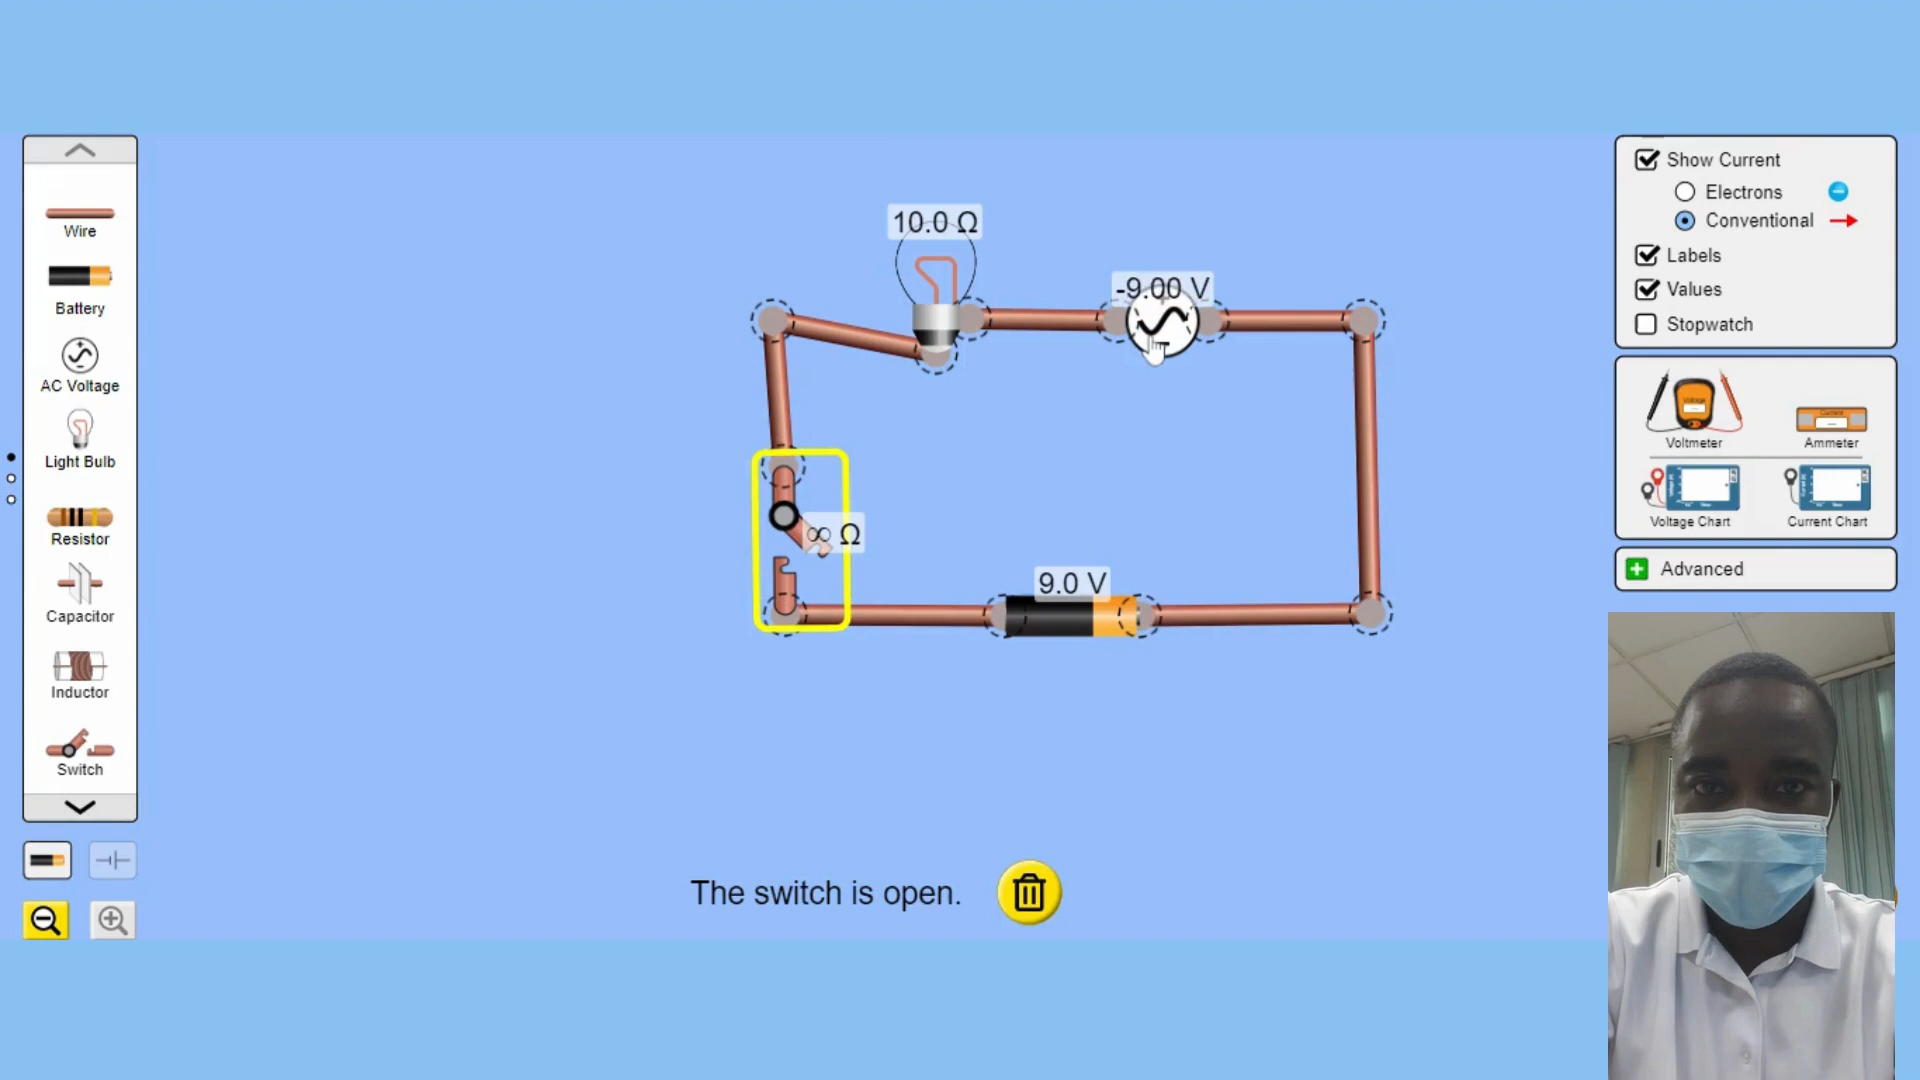 Wire
Battery
AC Voltage
Light Bulb
Resistor
Capacitor
Inductor
Switch
10.0 Ω
-9.00 V
∞ Ω
9.0 V
The switch is open.
Show Current
Electrons
Conventional
Labels
Values
Stopwatch
Voltmeter
Ammeter
Voltage Chart
Current Chart
Advanced